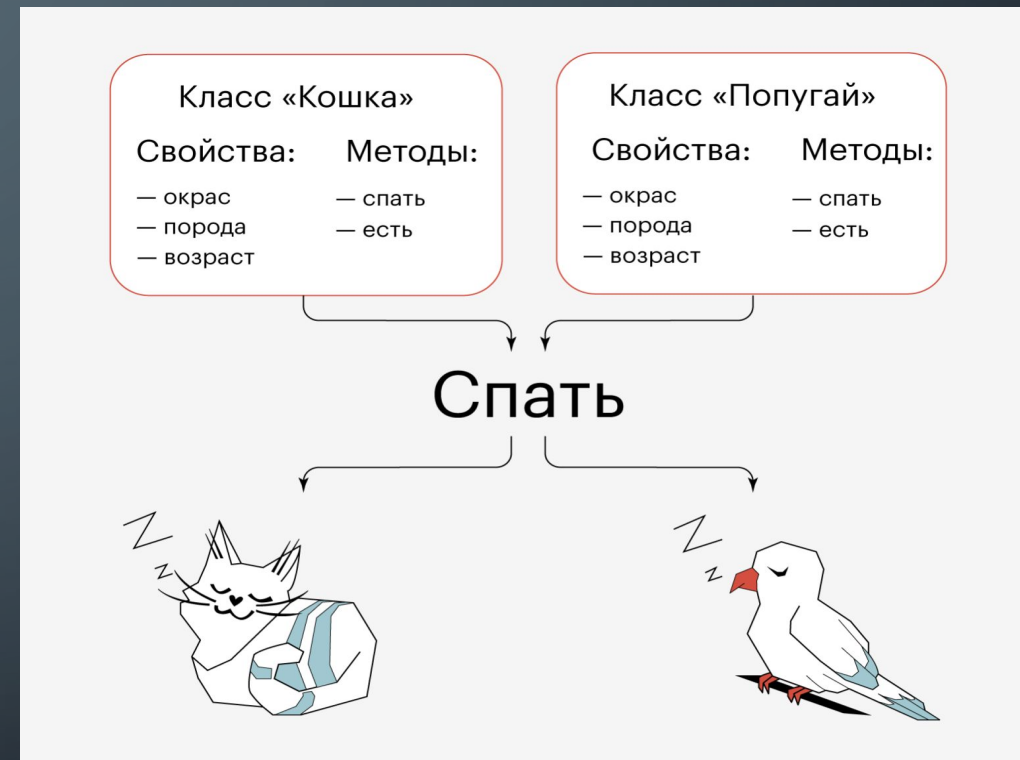 Класс «Кошка»
Свойства:
— окрас
— порода
— возраст
Методы:
— спать
— есть
Класс «Попугай»
Свойства:
— окрас
— порода
— возраст
Методы:
— спать
— есть
Спать
Z
z
Z
z